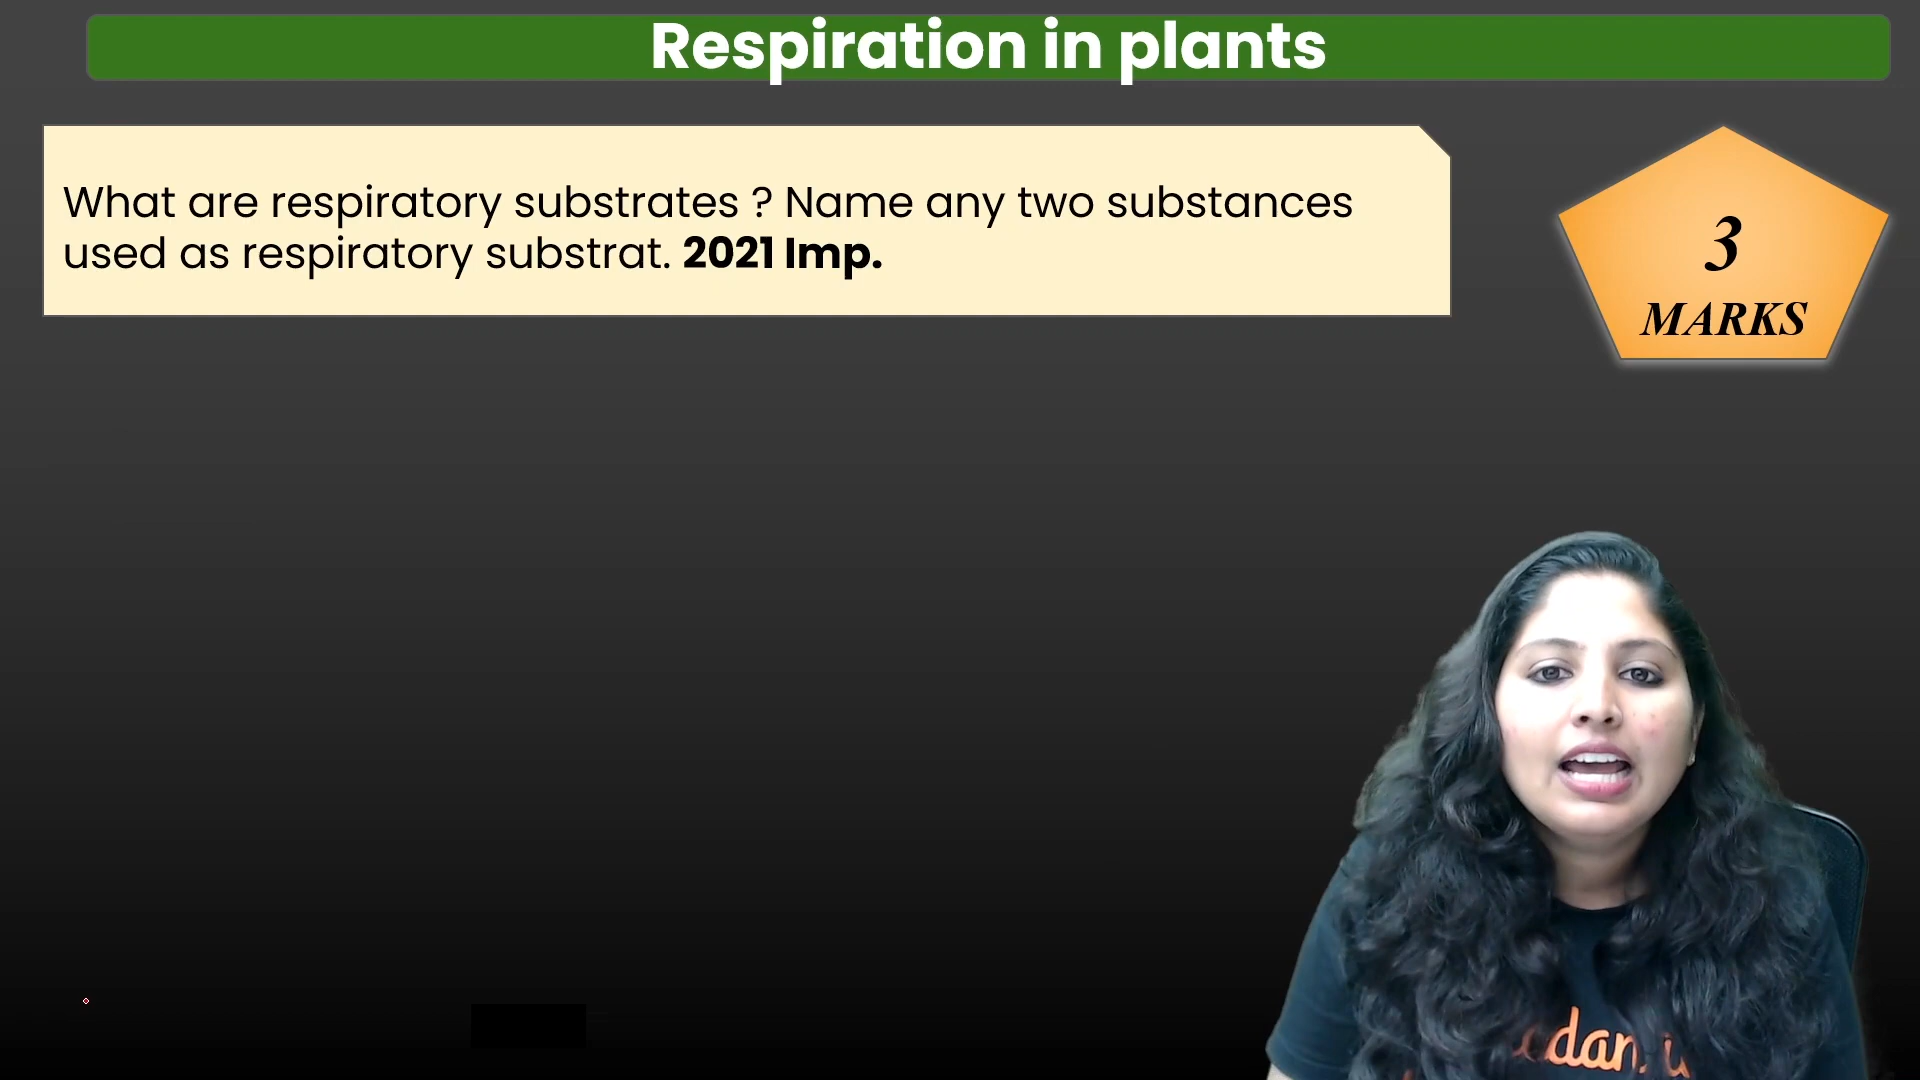 Respiration in plants
What are respiratory substrates ? Name any two substances
used as respiratory substrat. 2021 Imp.
3
MARKS